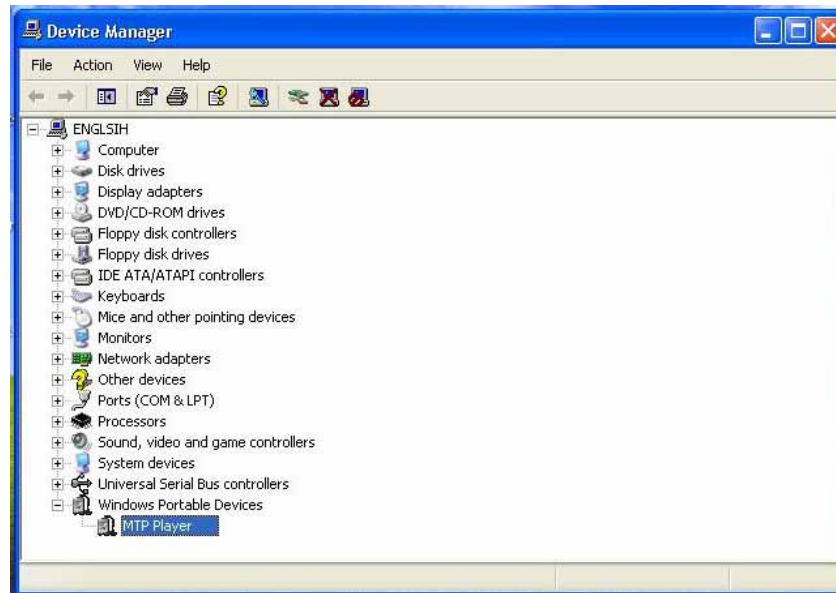 Device Manager
File Action View Help
ENGLSIH
Computer
Disk drives
Display adapters
DVD/CD-ROM drives
Floppy disk controllers
Floppy disk drives
IDE ATA/ATAPI controllers
Keyboards
Mice and other pointing devices
Monitors
Network adapters
Other devices
Ports (COM & LPT)
Processors
Sound, video and game controllers
System devices
Universal Serial Bus controllers
Windows Portable Devices
MTP Player